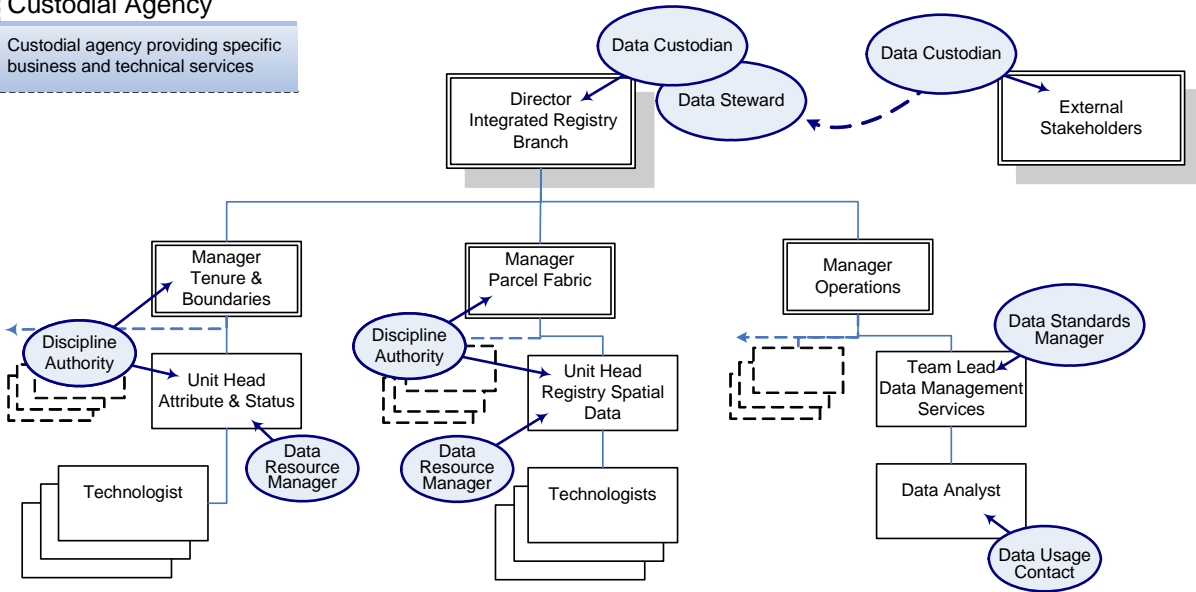 Custodial Agency
Custodial agency providing specific
business and technical services
Data Custodian
Data Custodian
Data Steward
Director
Integrated Registry
Branch
External
Stakeholders
Manager
Tenure &
Boundaries
Manager
Parcel Fabric
Manager
Operations
Discipline
Authority
Discipline
Authority
Data Standards
Manager
Unit Head
Attribute & Status
Unit Head
Registry Spatial
Data
Team Lead
Data Management
Services
Data
Resource
Manager
Data
Resource
Manager
Technologist
Technologists
Data Analyst
Data Usage
Contact